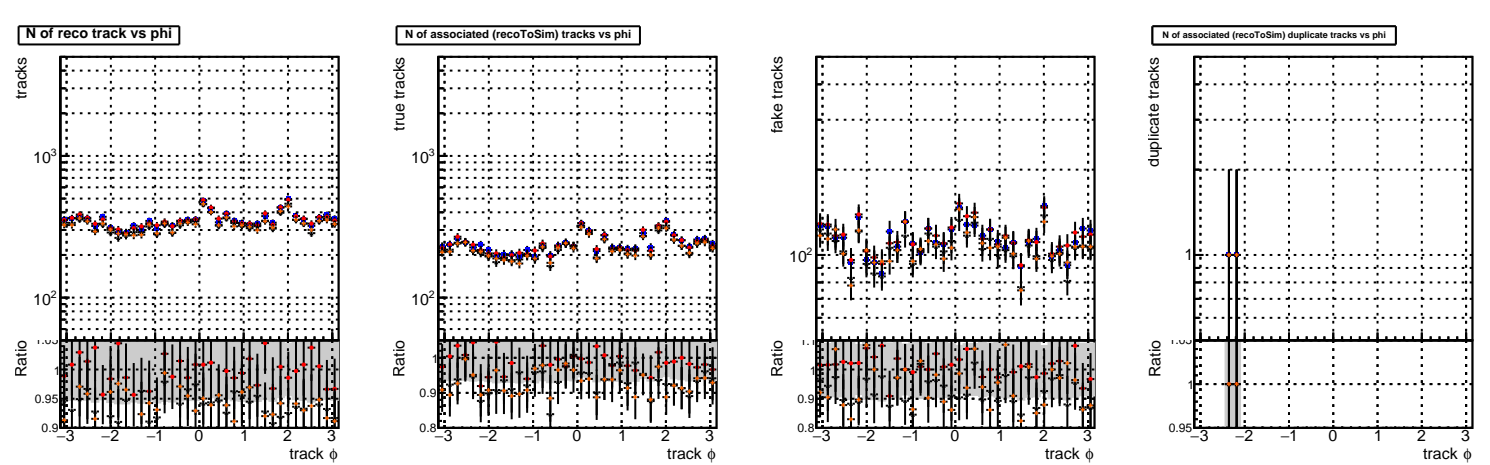 N of reco track vs phi
tracks
10³
10²
Ratio
1
0.95
0.9
−3 −2 −1 0 1 2 3
track ϕ
N of associated (recoToSim) tracks vs phi
true tracks
10³
10²
Ratio
1
0.9
0.8
−3 −2 −1 0 1 2 3
track ϕ
fake tracks
10²
Ratio
1.1
1
0.9
0.8
−3 −2 −1 0 1 2 3
track ϕ
N of associated (recoToSim) duplicate tracks vs phi
duplicate tracks
1
Ratio
1
0.95
−3 −2 −1 0 1 2 3
track ϕ